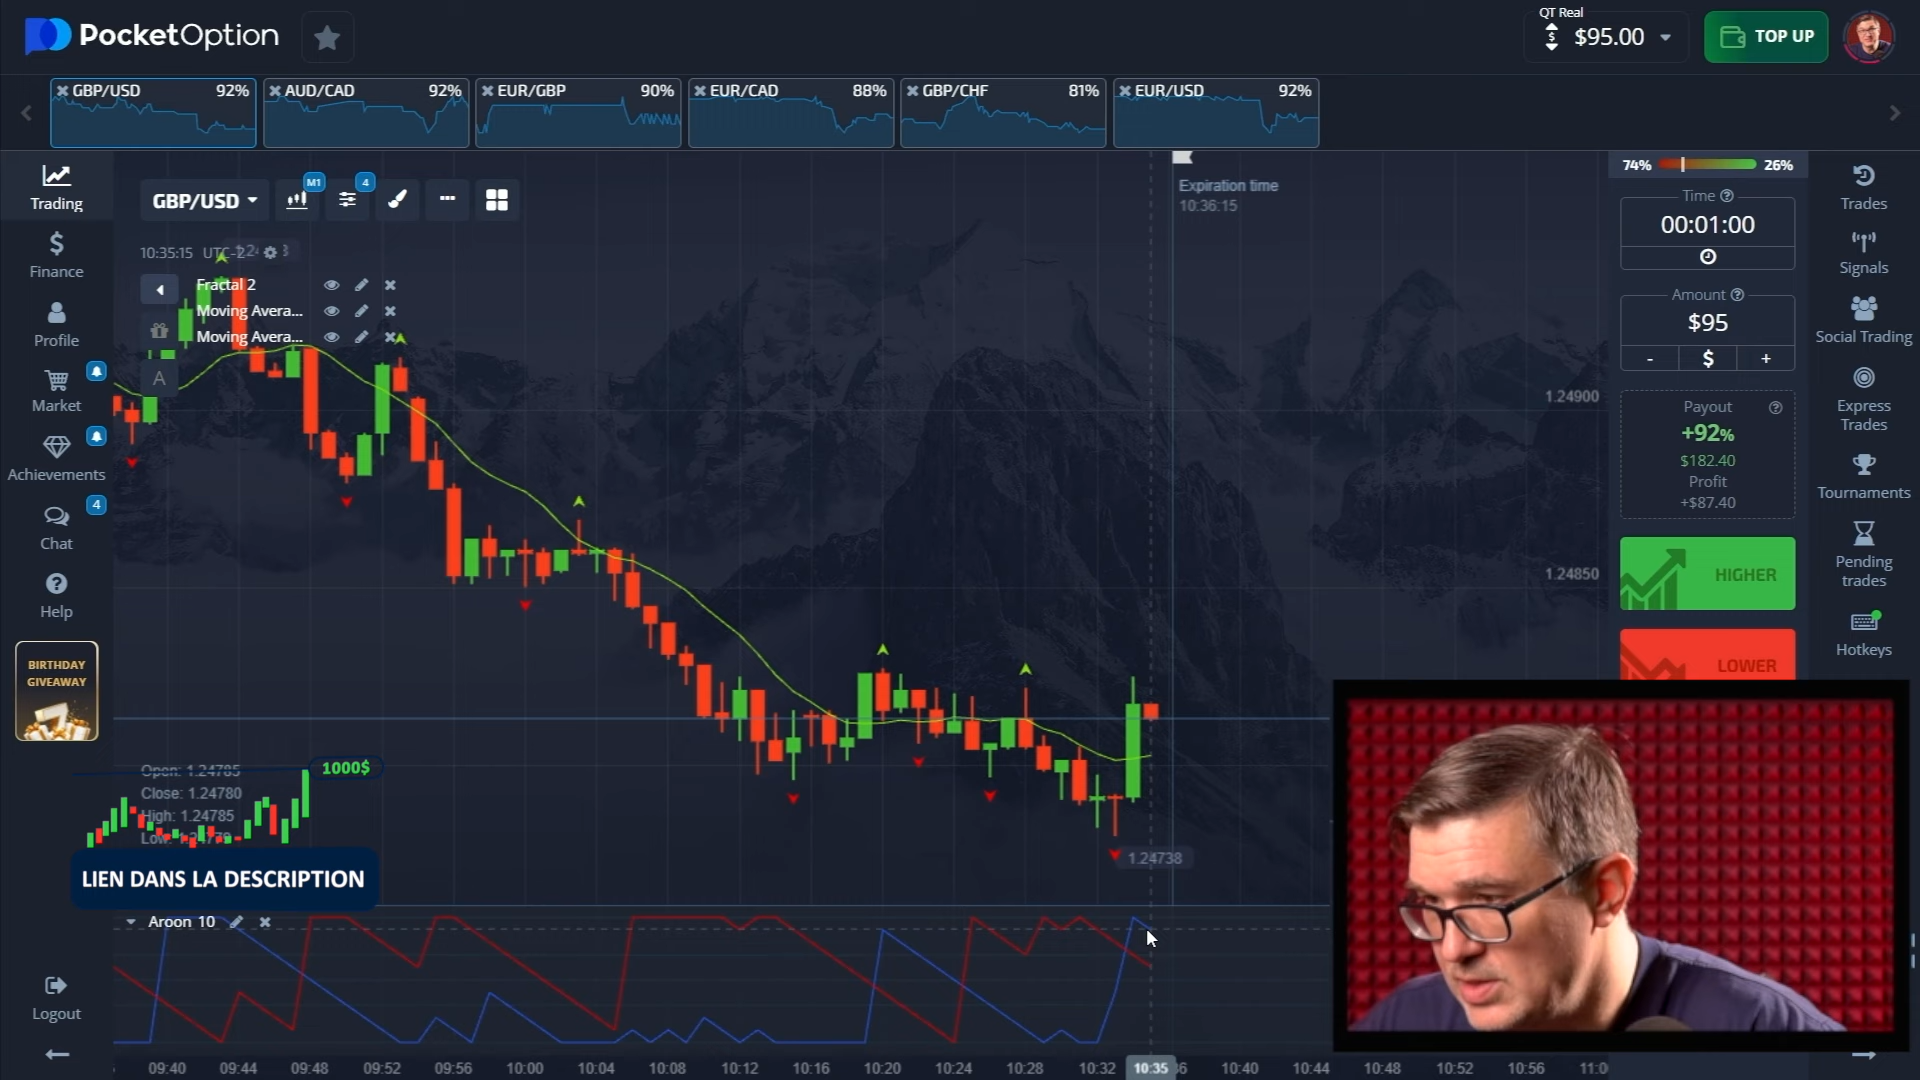 PocketOption
QT Real
$95.00
TOP UP
GBP/USD 92%
AUD/CAD 92%
EUR/GBP 90%
EUR/CAD 88%
GBP/CHF 81%
EUR/USD 92%
Trading
Finance
Profile
Market
Achievements
4
Chat
Help
BIRTHDAY
GIVEAWAY
Logout
GBP/USD
M1
4
10:35:15 UTC-2
Fractal 2
Moving Avera...
Moving Avera...
A
Expiration time
10:36:15
1.24900
1.24850
1.24738
Open: 1.24785
Close: 1.24780
High: 1.24785
Low:
1000$
LIEN DANS LA DESCRIPTION
Aroon 10
09:40 09:44 09:48 09:52 09:56 10:00 10:04 10:08 10:12 10:16 10:20 10:24 10:28 10:32 10:35 10:40 10:44 10:48 10:52 10:56
74% 26%
Time
00:01:00
Amount
$95
- $ +
Payout
+92%
$182.40
Profit
+$87.40
HIGHER
LOWER
Trades
Signals
Social Trading
Express
Trades
Tournaments
Pending
trades
Hotkeys